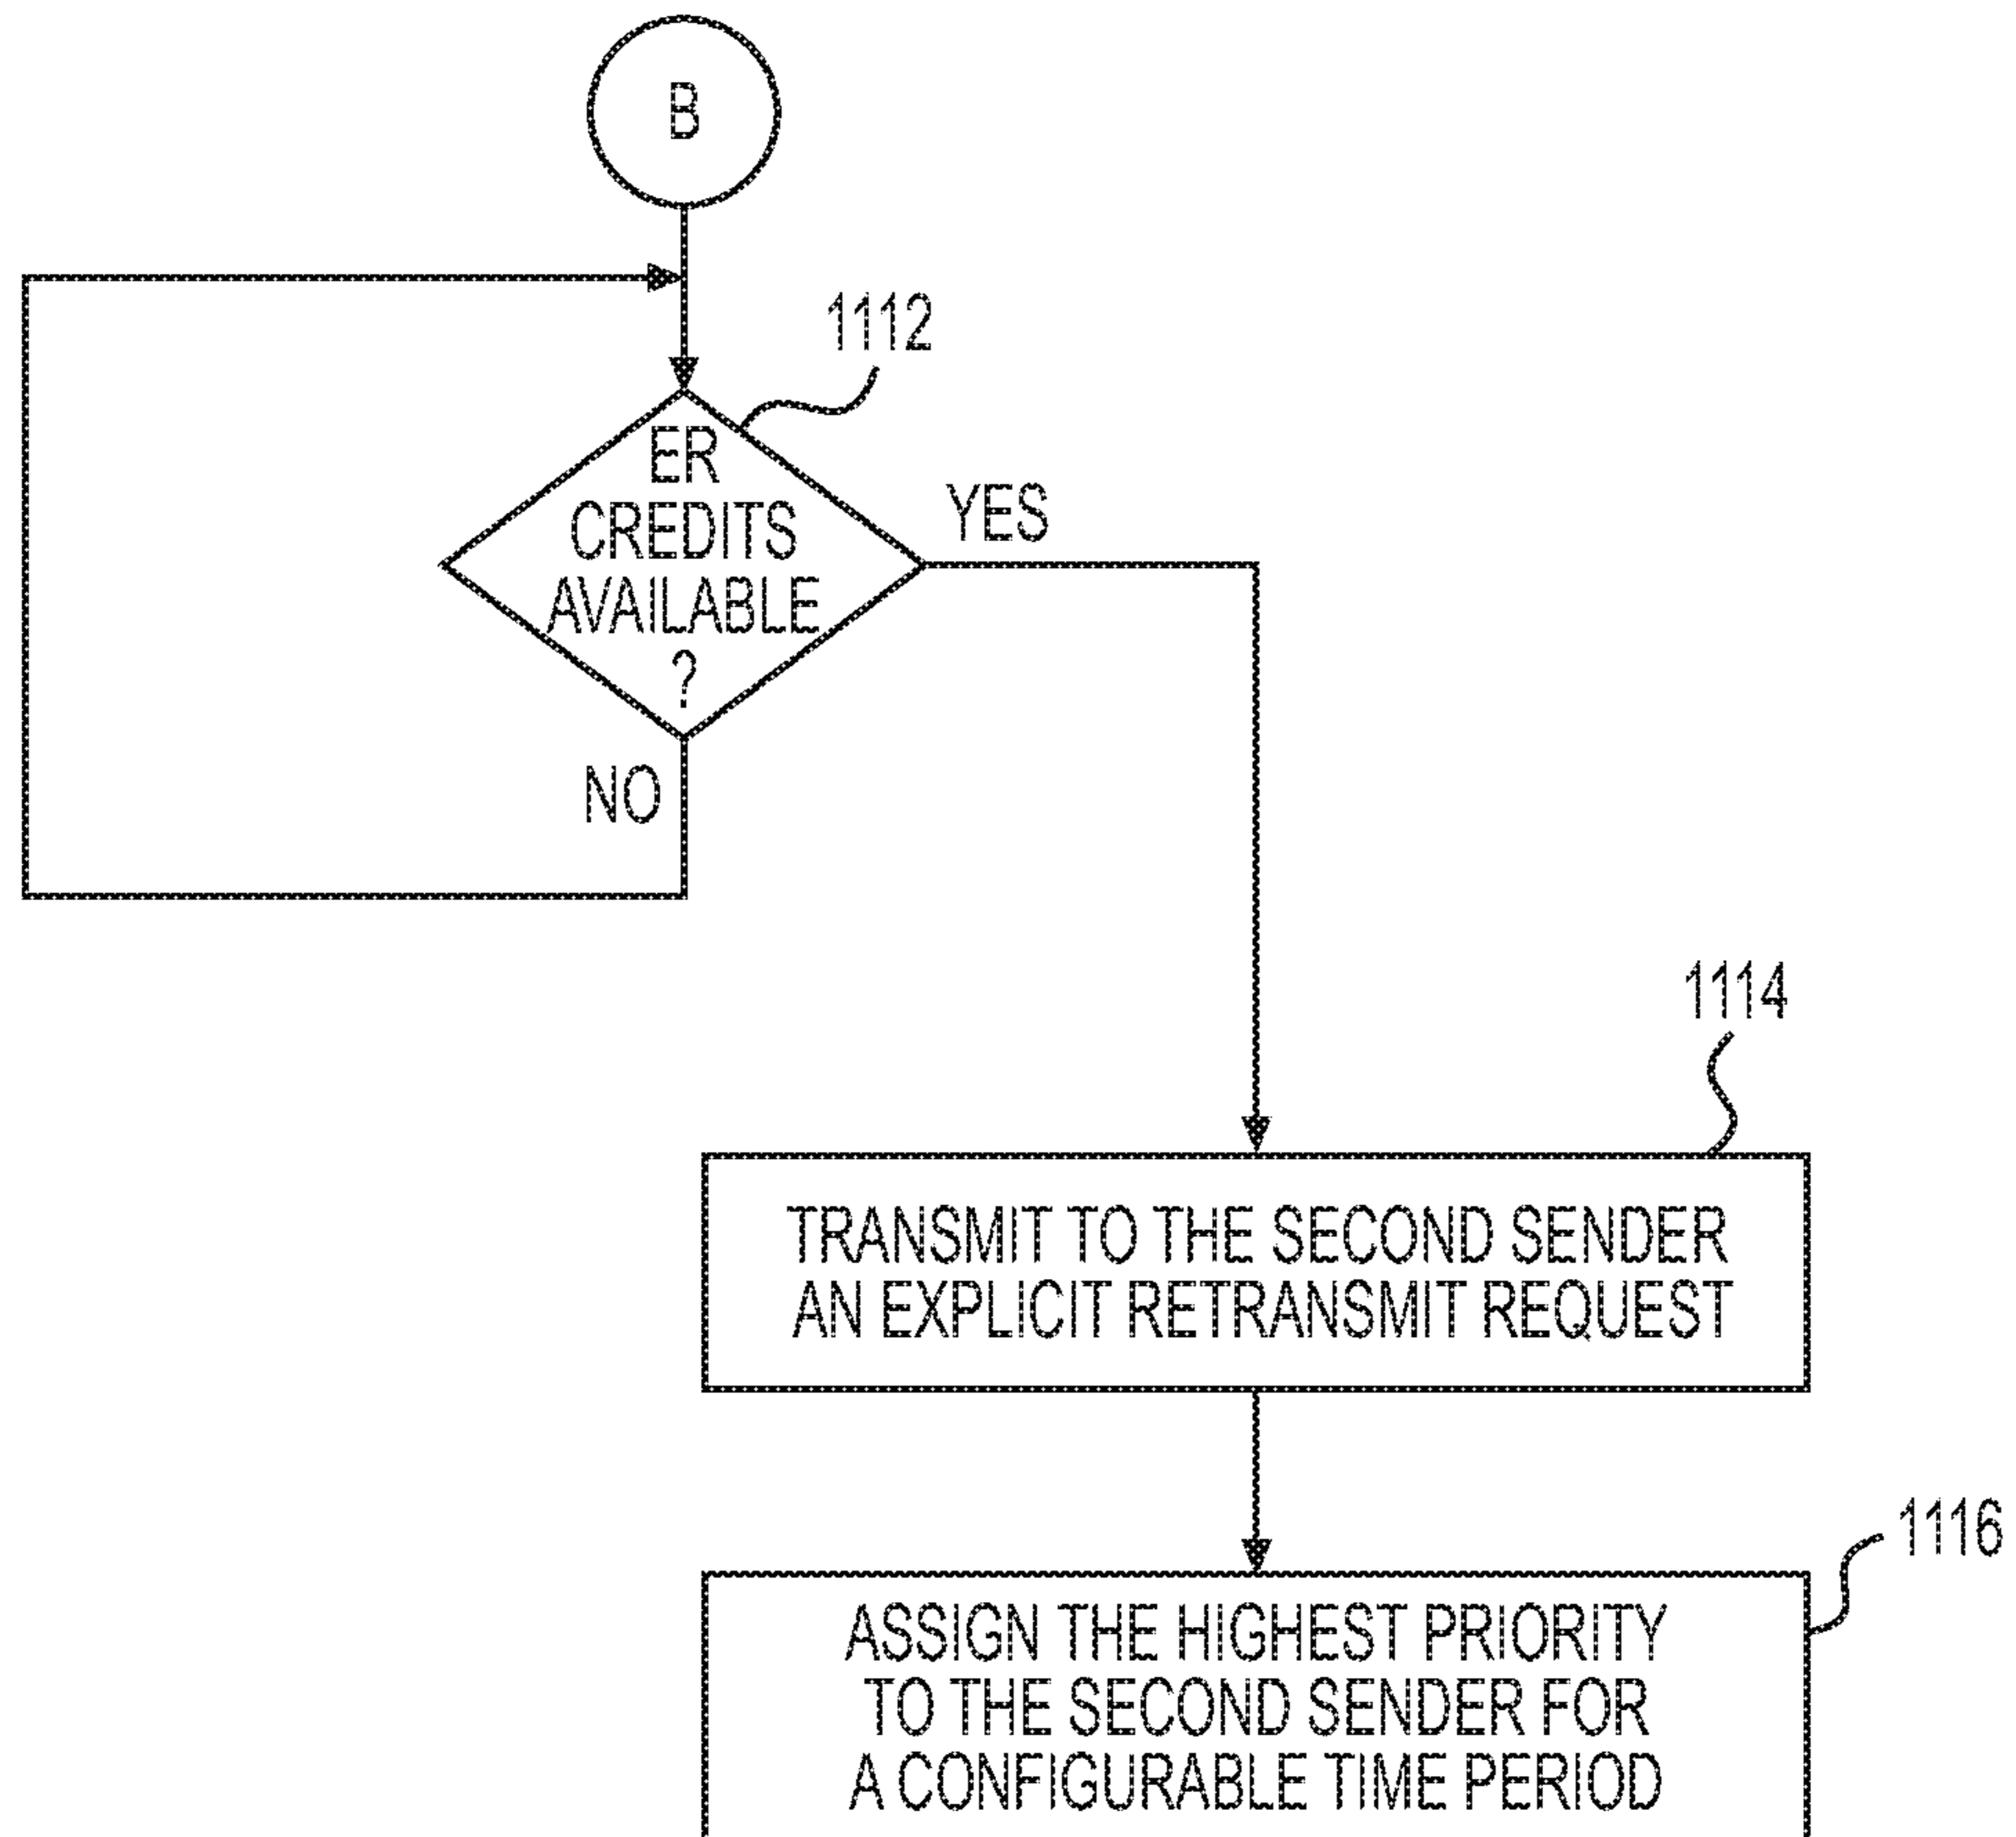 B
1112
ER
CREDITS
AVAILABLE
?
YES
NO
1114
TRANSMIT TO THE SECOND SENDER
AN EXPLICIT RETRANSMIT REQUEST
1116
ASSIGN THE HIGHEST PRIORITY
TO THE SECOND SENDER FOR
A CONFIGURABLE TIME PERIOD